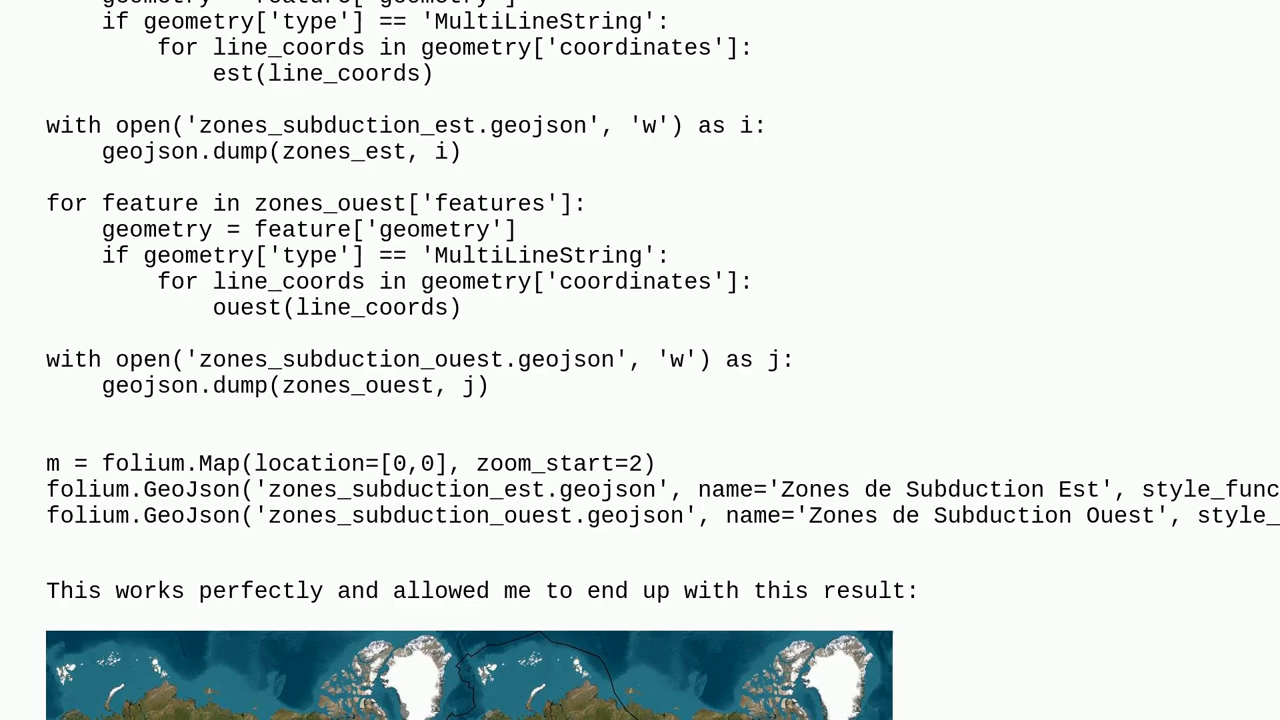 geometry = feature['geometry']
    if geometry['type'] == 'MultiLineString':
        for line_coords in geometry['coordinates']:
            est(line_coords)

with open('zones_subduction_est.geojson', 'w') as i:
    geojson.dump(zones_est, i)

for feature in zones_ouest['features']:
    geometry = feature['geometry']
    if geometry['type'] == 'MultiLineString':
        for line_coords in geometry['coordinates']:
            ouest(line_coords)

with open('zones_subduction_ouest.geojson', 'w') as j:
    geojson.dump(zones_ouest, j)

m = folium.Map(location=[0,0], zoom_start=2)
folium.GeoJson('zones_subduction_est.geojson', name='Zones de Subduction Est', style_func
folium.GeoJson('zones_subduction_ouest.geojson', name='Zones de Subduction Ouest', style_

This works perfectly and allowed me to end up with this result: